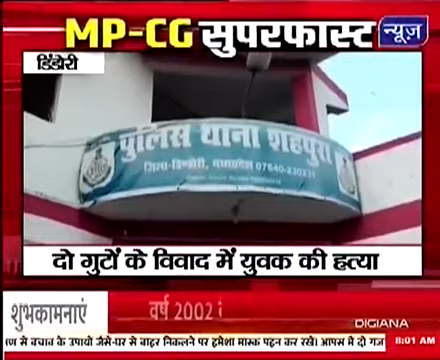 MP-CG सुपरफास्ट न्यूज़
डिंडोरी
पुलिस थाना शहपुरा
जिला-डिण्डौरी, मध्यप्रदेश 07640-230231
दो गुटों के विवाद में युवक की हत्या
शुभकामनाएं
वर्ष 2002
DIGIANA
ण से बचाव के उपायो जैसे-घर से बाहर निकलने पर हमेशा मास्क पहन कर रखें। आपस में दो गज
8:01 AM